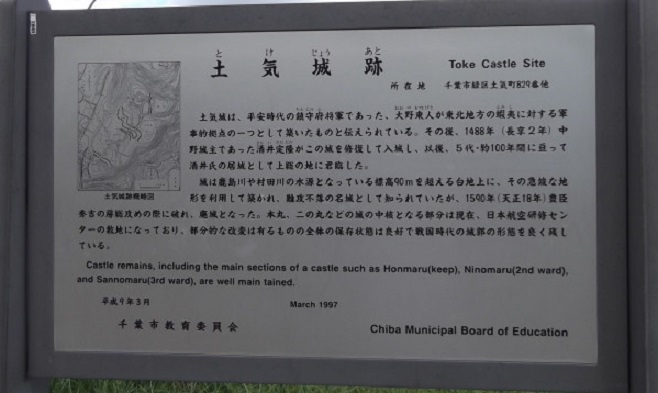 土気城跡
とけじょうあと
Toke Castle Site
所在地 千葉市緑区土気町829番他
土気城は、平安時代の鎮守府将軍であった、大野東人が東北地方の蝦夷に対する軍
事的拠点の一つとして築いたものと伝えられている。その後、1488年(長享2年)中
野城主であった酒井定隆がこの城を修復して入城し、以後、5代・約100年間に亘って
酒井氏の居城として上総の地に君臨した。
城は鹿島川や村田川の水源となっている標高90mを超える台地上に、その急峻な地
形を利用して築かれ、難攻不落の名城として知られていたが、1590年(天正18年)豊臣
秀吉の房総攻めの際に破れ、廃城となった。本丸、二の丸などの城の中核となる部分は現在、日本航空研修セン
ターの敷地になっており、部分的な改変は有るものの全体の保存状態は良好で戦国時代の城郭の形態を良く残し
ている。
土気城跡概略図
Castle remains, including the main sections of a castle such as Honmaru(keep), Ninomaru(2nd ward),
and Sannomaru(3rd ward), are well main tained.
平成9年3月 March 1997
千葉市教育委員会 Chiba Municipal Board of Education